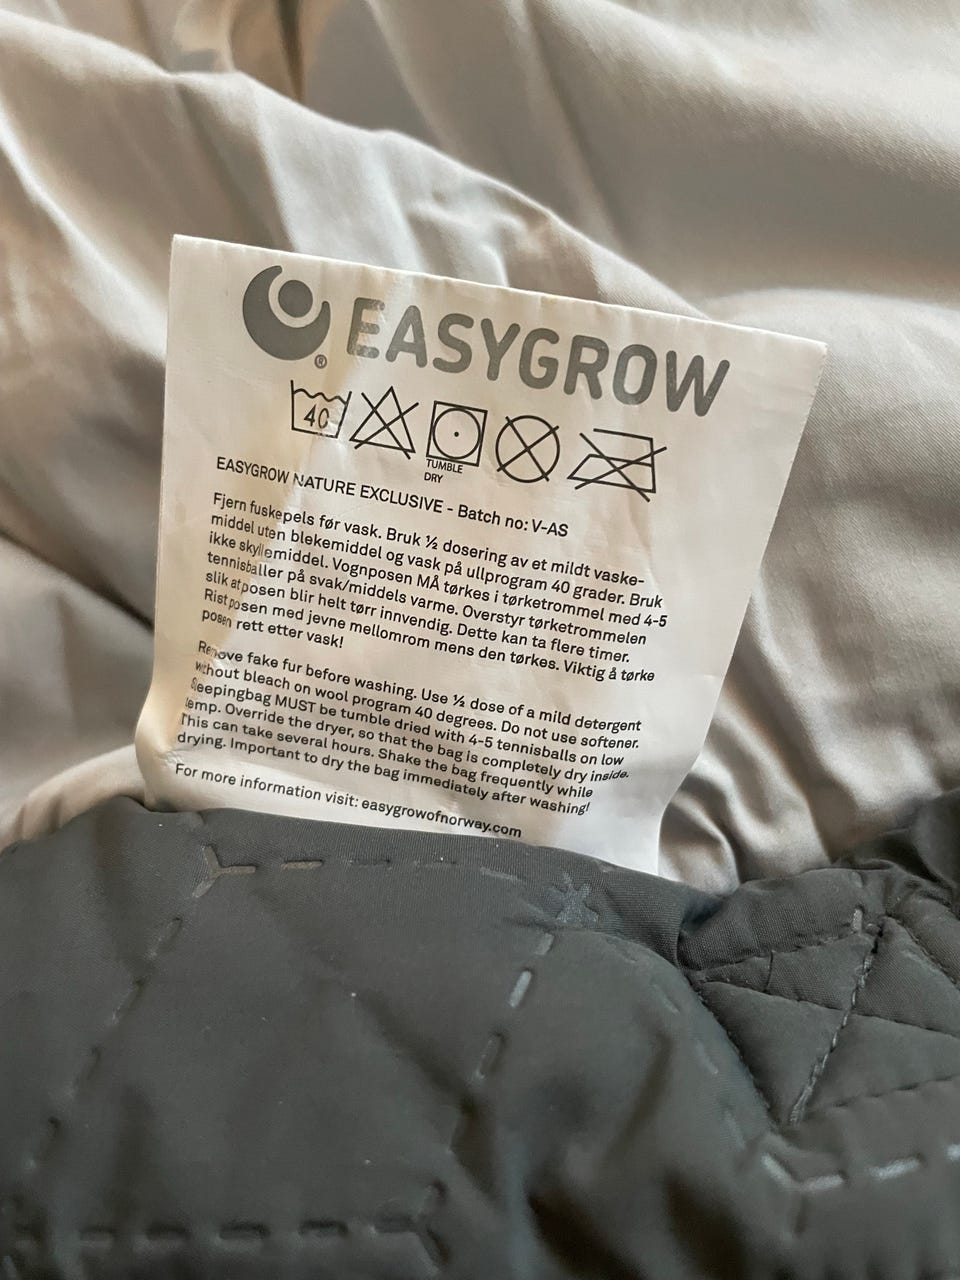 ®
EASYGROW
40
TUMBLE
DRY
EASYGROW NATURE EXCLUSIVE - Batch no: V-AS
Fjern fuskepels før vask. Bruk ½ dosering av et mildt vaske-
middel uten blekemiddel og vask på ullprogram 40 grader. Bruk
ikke skyllemiddel. Vognposen MÅ tørkes i tørketrommel med 4-5
tennisballer på svak/middels varme. Overstyr tørketrommelen
slik at posen blir helt tørr innvendig. Dette kan ta flere timer.
Rist posen med jevne mellomrom mens den tørkes. Viktig å tørke
posen rett etter vask!
Remove fake fur before washing. Use ½ dose of a mild detergent
without bleach on wool program 40 degrees. Do not use softener.
Sleepingbag MUST be tumble dried with 4-5 tennisballs on low
temp. Override the dryer, so that the bag is completely dry inside.
This can take several hours. Shake the bag frequently while
drying. Important to dry the bag immediately after washing!
For more information visit: easygrowofnorway.com